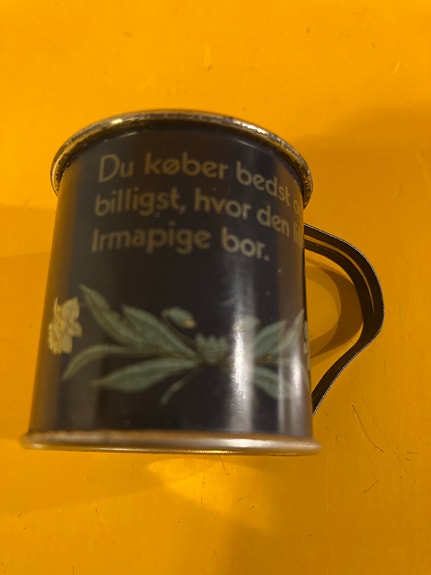 Du køber bedst
billigst, hvor den
Irmapige bor.